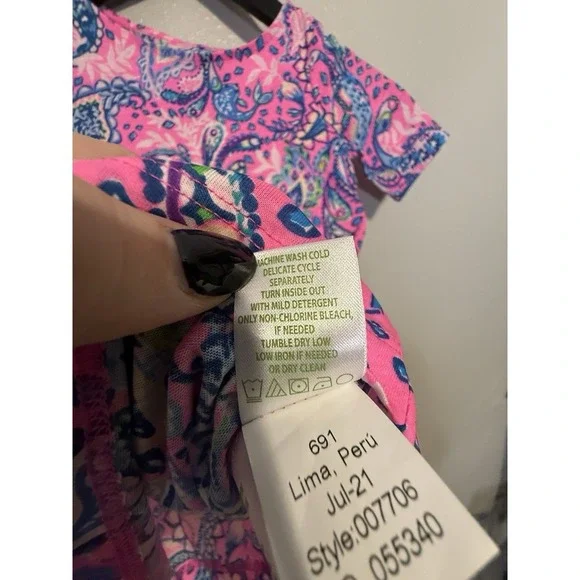 MACHINE WASH COLD
DELICATE CYCLE
SEPARATELY
TURN INSIDE OUT
WITH MILD DETERGENT
ONLY NON-CHLORINE BLEACH,
IF NEEDED
TUMBLE DRY LOW
LOW IRON IF NEEDED
OR DRY CLEAN
691
Lima, Perú
Jul-21
Style:007706
055340